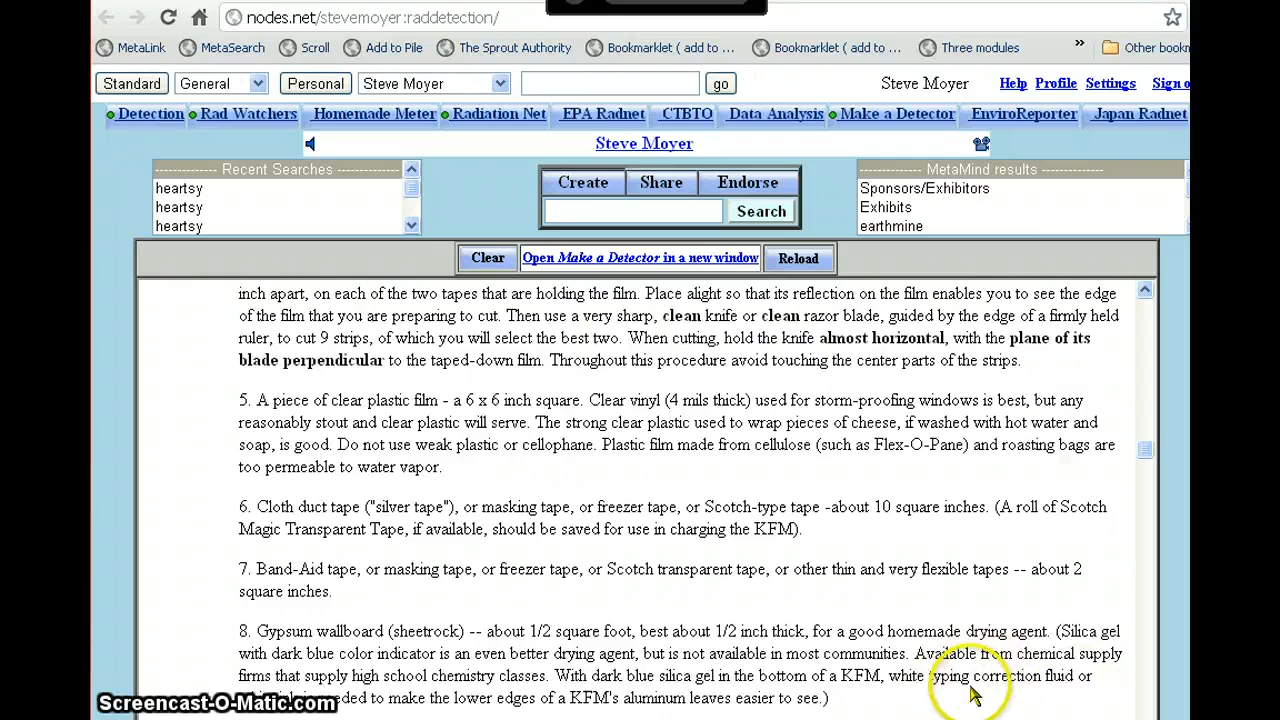 nodes.net/stevemoyer:raddetection/
MetaLink MetaSearch Scroll Add to Pile The Sprout Authority Bookmarklet ( add to ... Bookmarklet ( add to ... Three modules » Other bookm
Standard General Personal Steve Moyer go Steve Moyer Help Profile Settings Sign o
Detection Rad Watchers Homemade Meter Radiation Net EPA Radnet CTBTO Data Analysis Make a Detector EnviroReporter Japan Radnet
Steve Moyer
-------------- Recent Searches --------------
heartsy
heartsy
heartsy
Create Share Endorse
Search
-------------- MetaMind results --------------
Sponsors/Exhibitors
Exhibits
earthmine
Clear Open Make a Detector in a new window Reload
inch apart, on each of the two tapes that are holding the film. Place alight so that its reflection on the film enables you to see the edge
of the film that you are preparing to cut. Then use a very sharp, clean knife or clean razor blade, guided by the edge of a firmly held
ruler, to cut 9 strips, of which you will select the best two. When cutting, hold the knife almost horizontal, with the plane of its
blade perpendicular to the taped-down film. Throughout this procedure avoid touching the center parts of the strips.
5. A piece of clear plastic film - a 6 x 6 inch square. Clear vinyl (4 mils thick) used for storm-proofing windows is best, but any
reasonably stout and clear plastic will serve. The strong clear plastic used to wrap pieces of cheese, if washed with hot water and
soap, is good. Do not use weak plastic or cellophane. Plastic film made from cellulose (such as Flex-O-Pane) and roasting bags are
too permeable to water vapor.
6. Cloth duct tape ("silver tape"), or masking tape, or freezer tape, or Scotch-type tape -about 10 square inches. (A roll of Scotch
Magic Transparent Tape, if available, should be saved for use in charging the KFM).
7. Band-Aid tape, or masking tape, or freezer tape, or Scotch transparent tape, or other thin and very flexible tapes -- about 2
square inches.
8. Gypsum wallboard (sheetrock) -- about 1/2 square foot, best about 1/2 inch thick, for a good homemade drying agent. (Silica gel
with dark blue color indicator is an even better drying agent, but is not available in most communities. Available from chemical supply
firms that supply high school chemistry classes. With dark blue silica gel in the bottom of a KFM, white typing correction fluid or
needed to make the lower edges of a KFM's aluminum leaves easier to see.)
Screencast-O-Matic.com